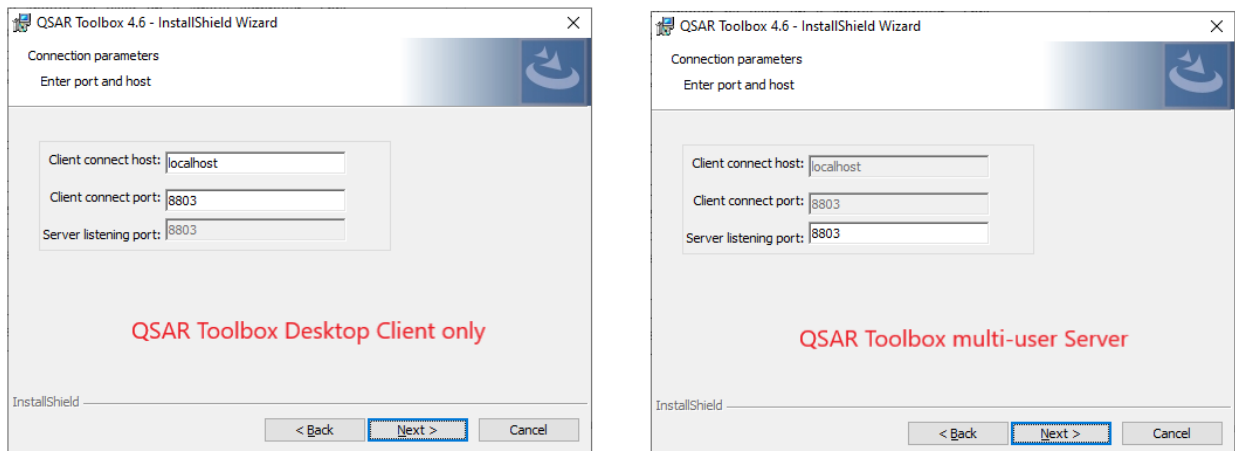 QSAR Toolbox 4.6 - InstallShield Wizard
Connection parameters
Enter port and host
Client connect host: localhost
Client connect port: 8803
Server listening port: 8803
QSAR Toolbox Desktop Client only
InstallShield
< Back Next > Cancel
QSAR Toolbox 4.6 - InstallShield Wizard
Connection parameters
Enter port and host
Client connect host: localhost
Client connect port: 8803
Server listening port: 8803
QSAR Toolbox multi-user Server
InstallShield
< Back Next > Cancel